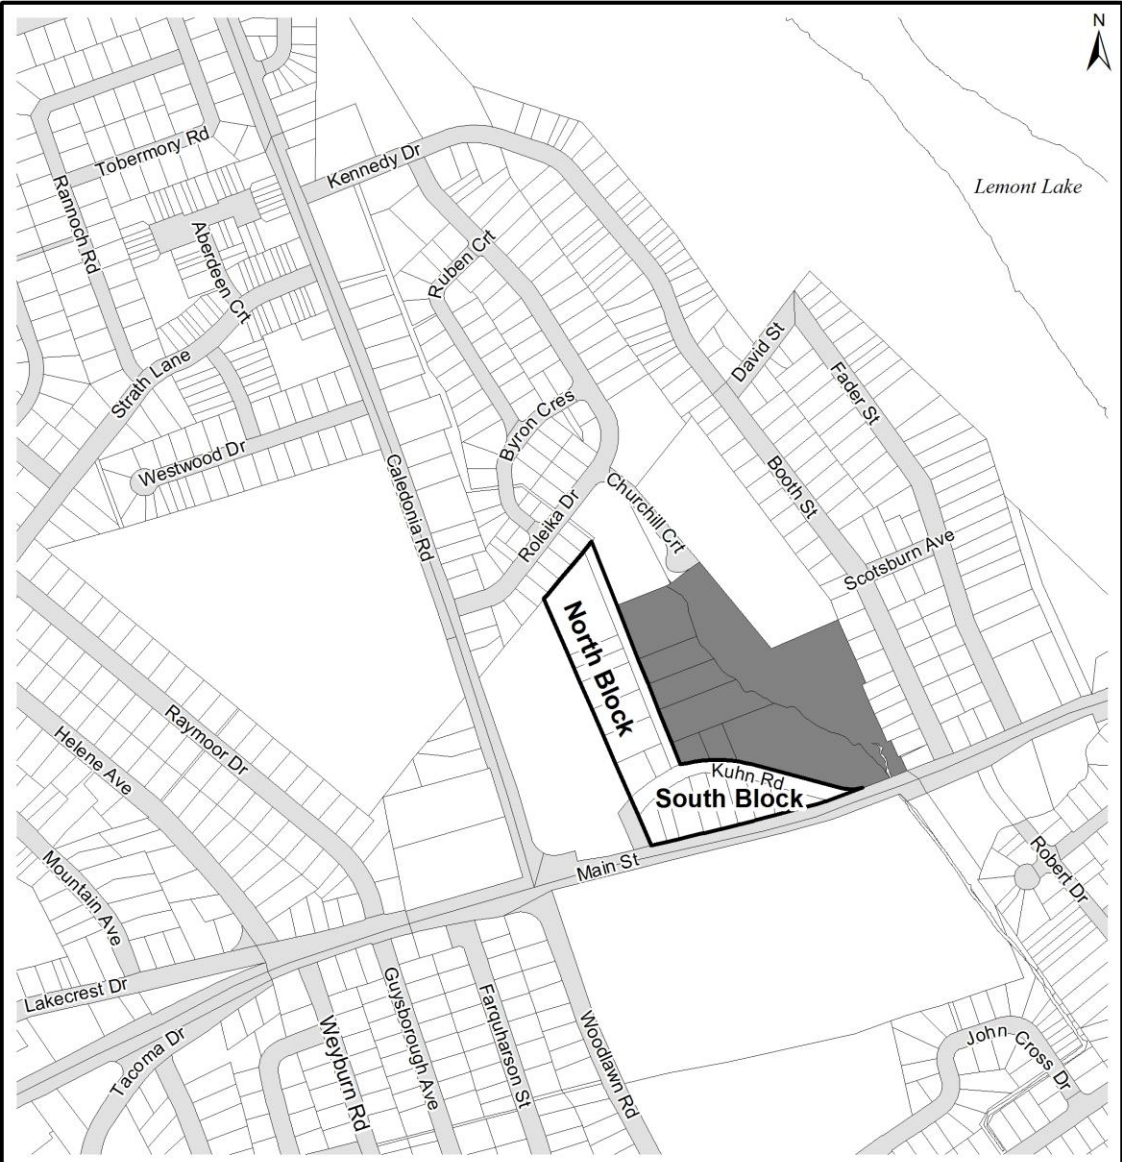 N
Lemont Lake
Kennedy Dr
Tobermory Rd
Rannoch Rd
Aberdeen Crt
Ruben Crt
David St
Strath Lane
Fader St
Byron Cres
Westwood Dr
Caledonia Rd
Booth St
Churchill Crt
Roleika Dr
Scotsburn Ave
North Block
Raymoor Dr
Helene Ave
Kuhn Rd
South Block
Main St
Mountain Ave
Robert Dr
Lakecrest Dr
Tacoma Dr
Weyburn Rd
Guysborough Ave
Farquharson St
Woodlawn Rd
John Cross Dr